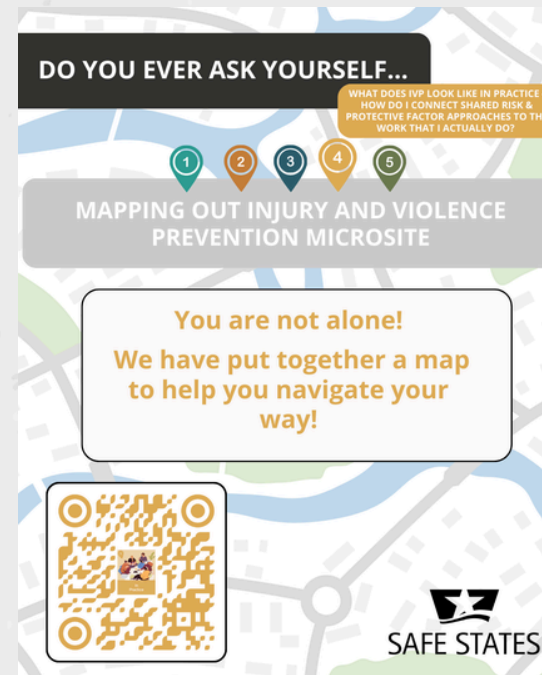 DO YOU EVER ASK YOURSELF...
WHAT DOES IVP LOOK LIKE IN PRACTICE
HOW DO I CONNECT SHARED RISK &
PROTECTIVE FACTOR APPROACHES TO TH
WORK THAT I ACTUALLY DO?
1 2 3 4 5
MAPPING OUT INJURY AND VIOLENCE
PREVENTION MICROSITE
You are not alone!
We have put together a map
to help you navigate your
way!
SAFE STATES